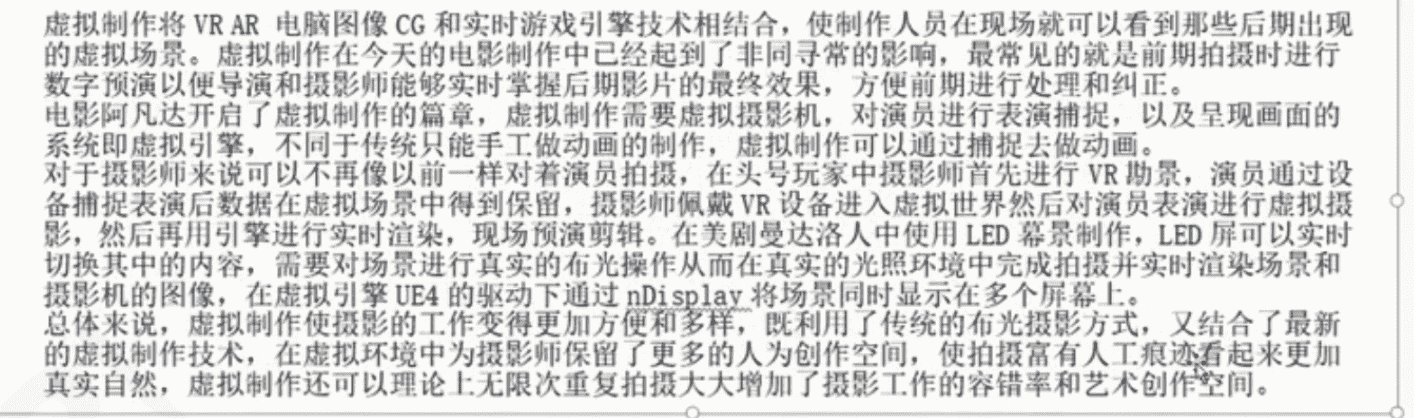 虚拟制作将 VR AR 电脑图像 CG 和实时游戏引擎技术相结合，使制作人员在现场就可以看到那些后期出现
的虚拟场景。虚拟制作在今天的电影制作中已经起到了非同寻常的影响，最常见的就是前期拍摄时进行
数字预演以便导演和摄影师能够实时掌握后期影片的最终效果，方便前期进行处理和纠正。
电影阿凡达开启了虚拟制作的篇章，虚拟制作需要虚拟摄影机，对演员进行表演捕捉，以及呈现画面的
系统即虚拟引擎，不同于传统只能手工做动画的制作，虚拟制作可以通过捕捉去做动画。
对于摄影师来说可以不再像以前一样对着演员拍摄，在头号玩家中摄影师首先进行 VR 勘景，演员通过设
备捕捉表演后数据在虚拟场景中得到保留，摄影师佩戴 VR 设备进入虚拟世界然后对演员表演进行虚拟摄
影，然后再用引擎进行实时渲染，现场预演剪辑。在美剧曼达洛人中使用 LED 幕景制作，LED 屏可以实时
切换其中的内容，需要对场景进行真实的布光操作从而在真实的光照环境中完成拍摄并实时渲染场景和
摄影机的图像，在虚拟引擎 UE4 的驱动下通过 nDisplay 将场景同时显示在多个屏幕上。
总体来说，虚拟制作使摄影的工作变得更加方便和多样，既利用了传统的布光摄影方式，又结合了最新
的虚拟制作技术，在虚拟环境中为摄影师保留了更多的人为创作空间，使拍摄富有人工痕迹看起来更加
真实自然，虚拟制作还可以理论上无限次重复拍摄大大增加了摄影工作的容错率和艺术创作空间。